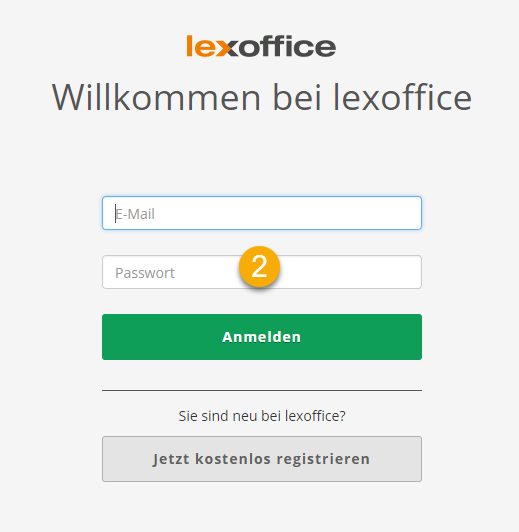 lexoffice
Willkommen bei lexoffice
E-Mail
Passwort
2
Anmelden
Sie sind neu bei lexoffice?
Jetzt kostenlos registrieren